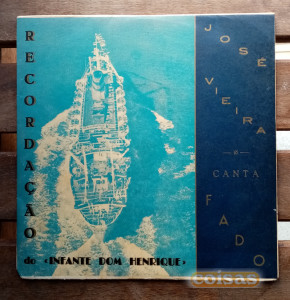 RECORDAÇÃO
do «INFANTE DOM HENRIQUE»
JOSÉ
VIEIRA
CANTA
FADO
coisas